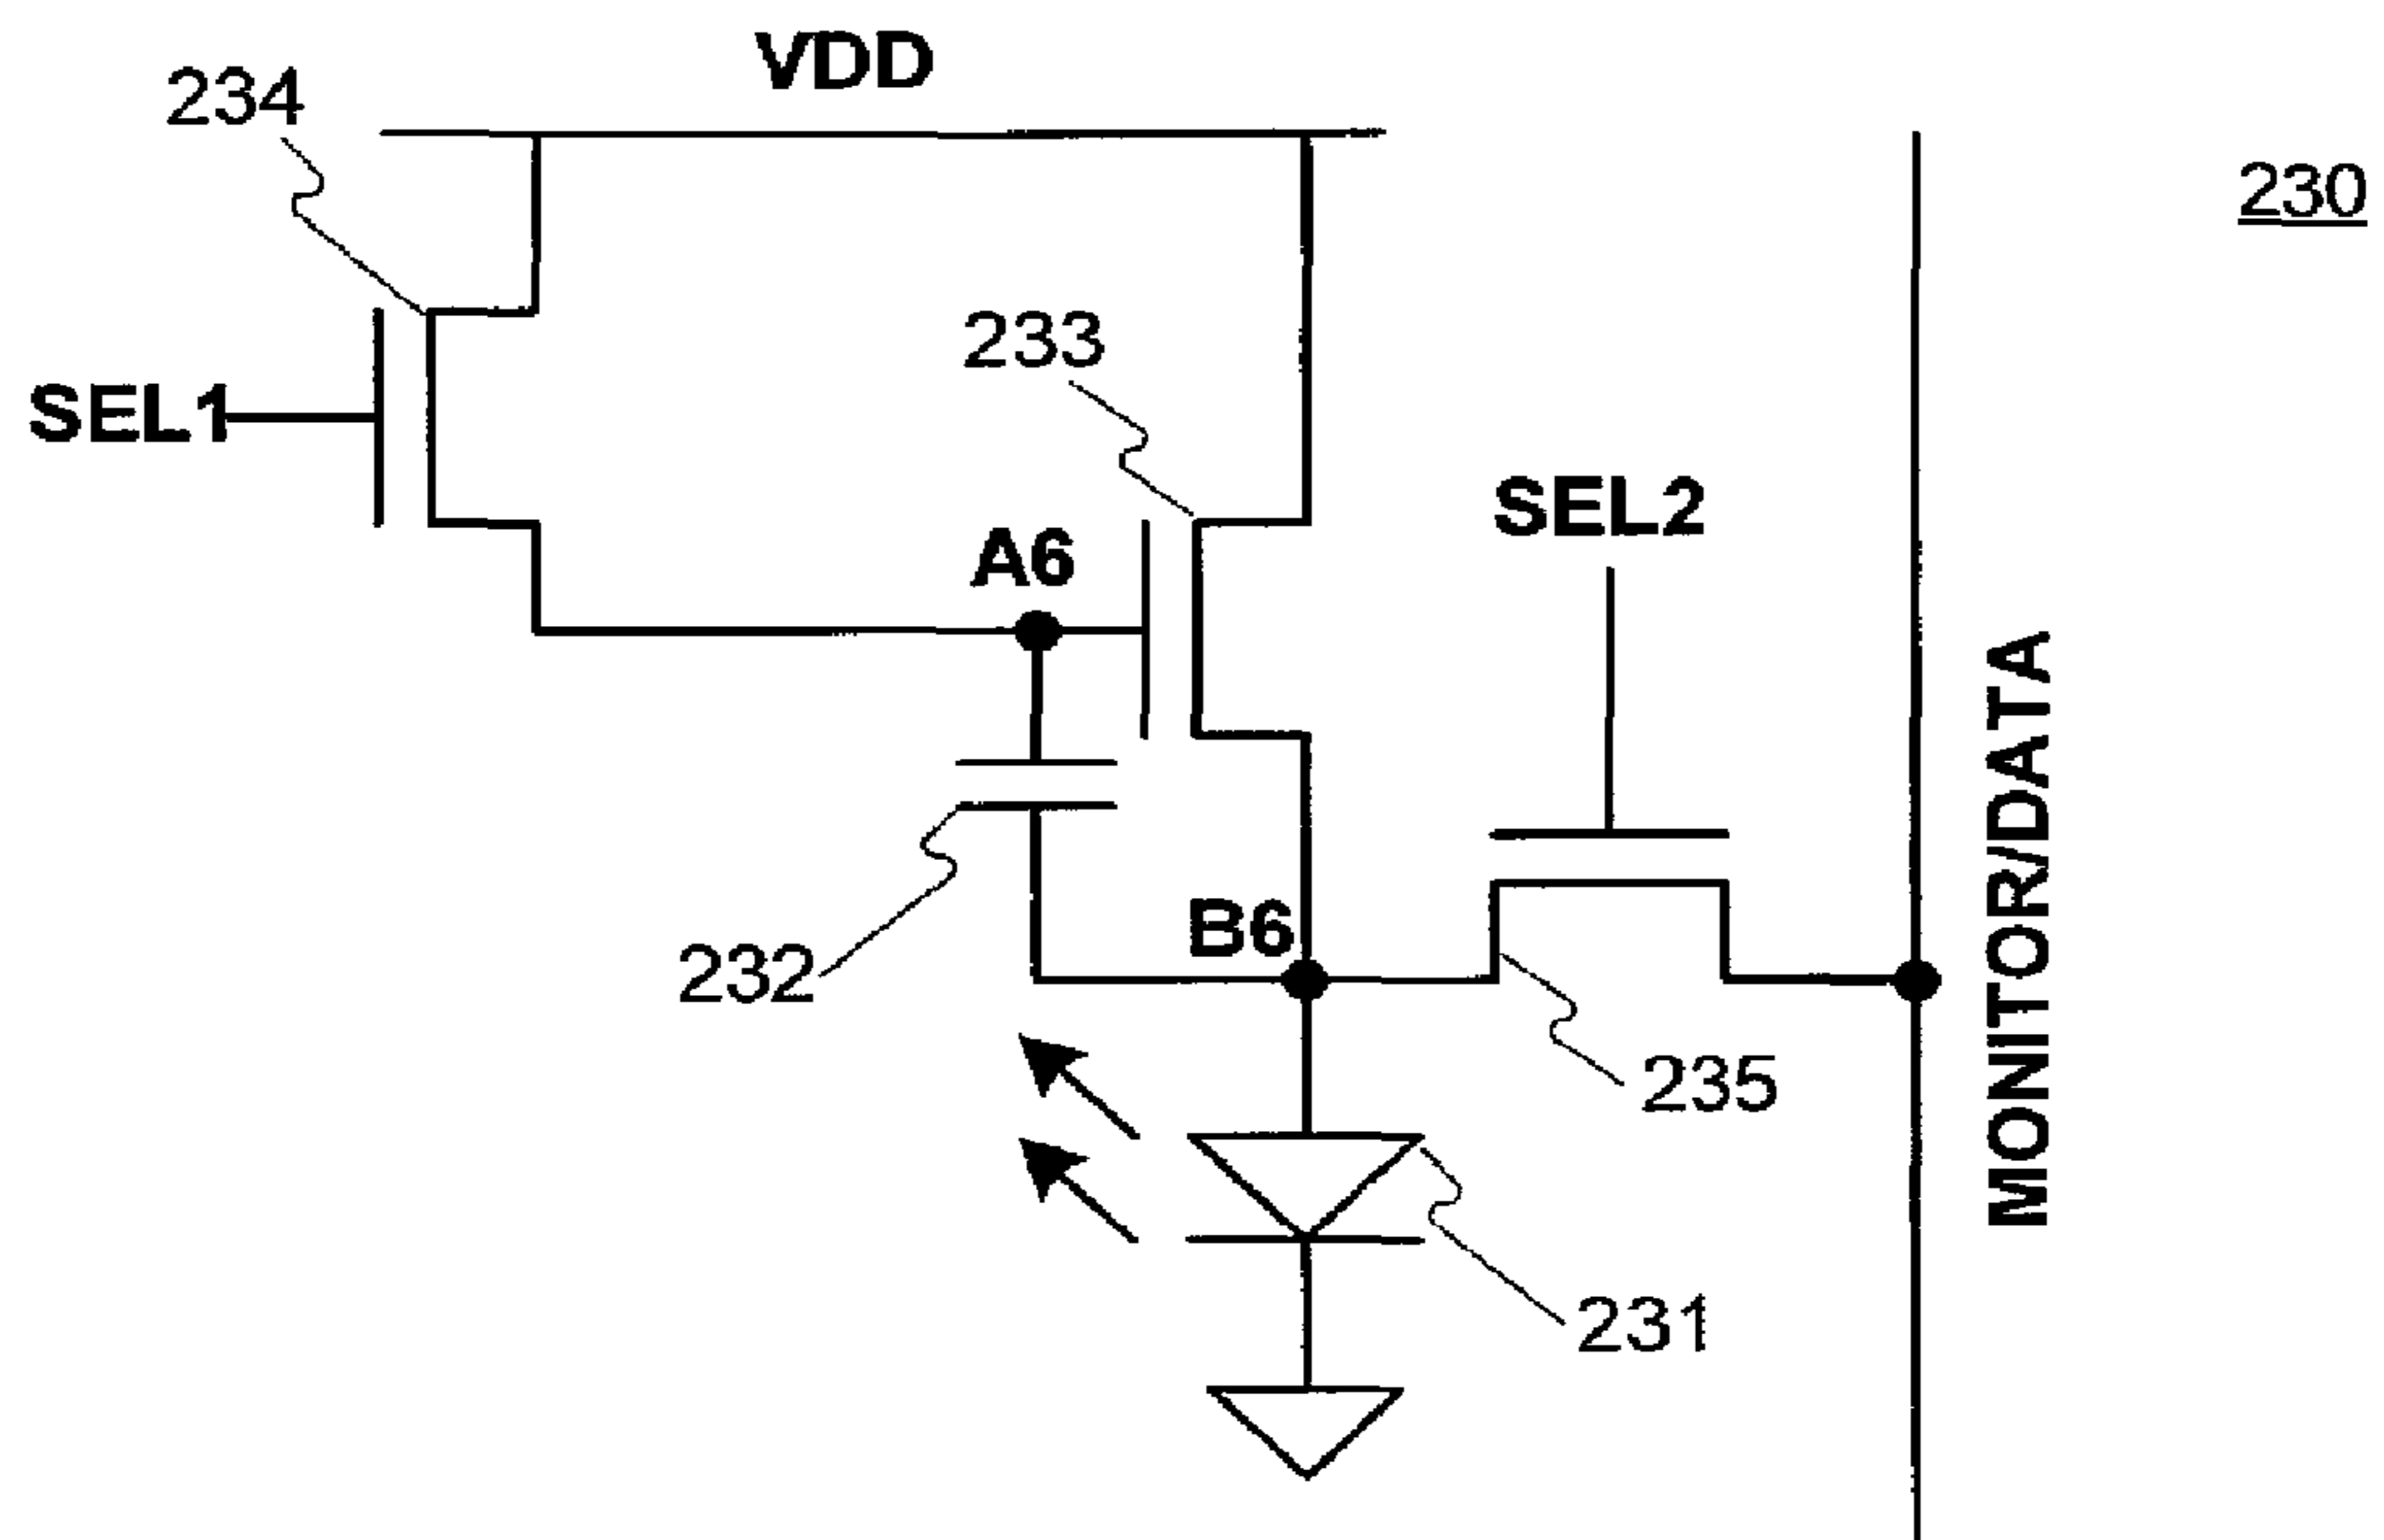 VDD
234
230
233
SEL1
SEL2
A6
MONITOR/DATA
B6
232
235
231